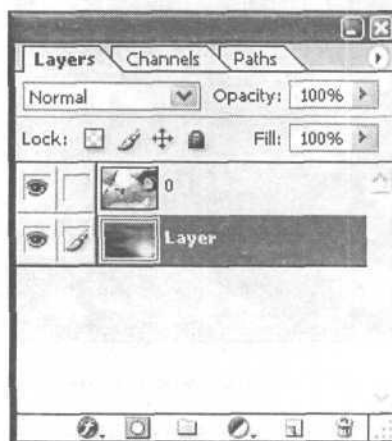 Layers Channels Paths
Normal Opacity: 100%
Lock: Fill: 100%
0
Layer